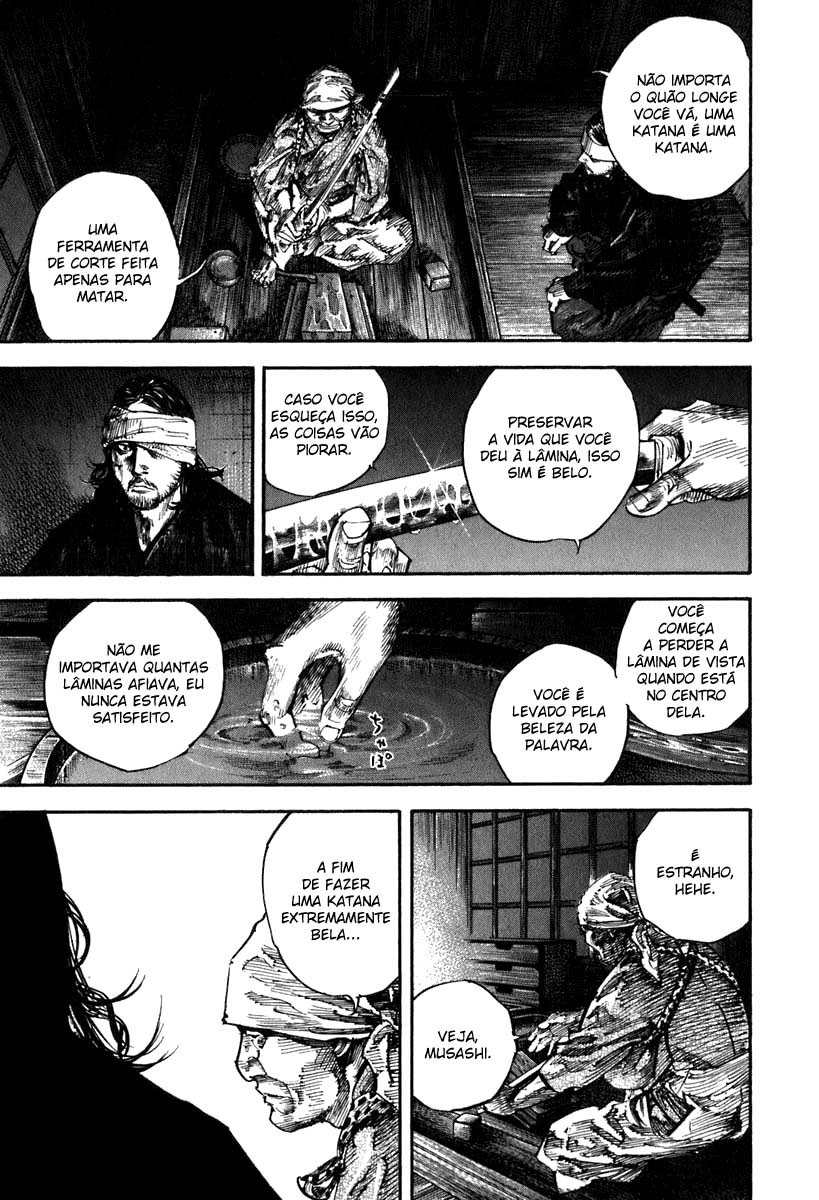 NÃO IMPORTA
O QUÃO LONGE
VOCÊ VÁ, UMA
KATANA É UMA
KATANA.
UMA
FERRAMENTA
DE CORTE FEITA
APENAS PARA
MATAR.
PRESERVAR
A VIDA QUE VOCÊ
DEU À LÂMINA, ISSO
SIM É BELO.
CASO VOCÊ
ESQUEÇA ISSO,
AS COISAS VÃO
PIORAR.
VOCÊ
COMEÇA
A PERDER A
LÂMINA DE VISTA
QUANDO ESTÁ
NO CENTRO
DELA.
VOCÊ É
LEVADO PELA
BELEZA DA
PALAVRA.
NÃO ME
IMPORTAVA QUANTAS
LÂMINAS AFIAVA, EU
NUNCA ESTAVA
SATISFEITO.
É
ESTRANHO,
HEHE.
VEJA,
MUSASHI.
A FIM
DE FAZER
UMA KATANA
EXTREMAMENTE
BELA...